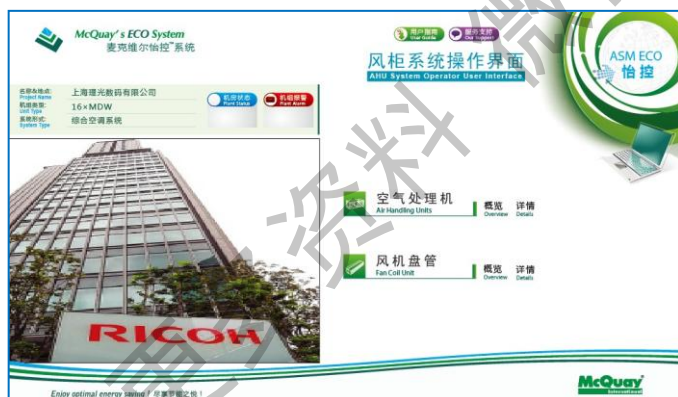 McQuay's ECO System
麦克维尔怡控™系统
用户指南
User Guide
服务支持
Our Support
风柜系统操作界面
AHU System Operator User Interface
ASM ECO
怡控
名称&地点:
Project Name
上海理光数码有限公司
机组类型:
Unit Type
16×MDW
系统形式:
System Type
综合空调系统
机房状态
Plant Status
机组报警
Plant Alarm
空气处理机
Air Handling Units
概览
Overview
详情
Details
风机盘管
Fan Coil Unit
概览
Overview
详情
Details
RICOH
Enjoy optimal energy saving!
McQuay
International